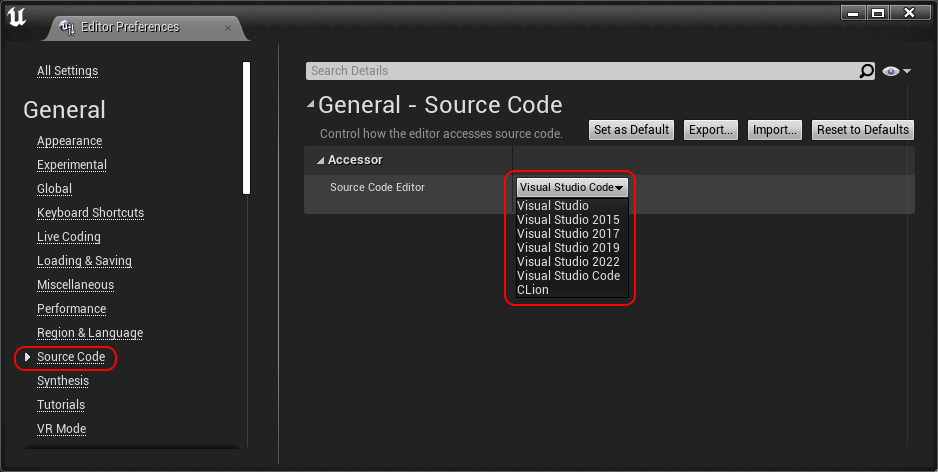 Editor Preferences
All Settings
General
Appearance
Experimental
Global
Keyboard Shortcuts
Live Coding
Loading & Saving
Miscellaneous
Performance
Region & Language
Source Code
Synthesis
Tutorials
VR Mode
Search Details
General - Source Code
Control how the editor accesses source code.
Set as Default
Export...
Import...
Reset to Defaults
Accessor
Source Code Editor
Visual Studio Code
Visual Studio
Visual Studio 2015
Visual Studio 2017
Visual Studio 2019
Visual Studio 2022
Visual Studio Code
CLion